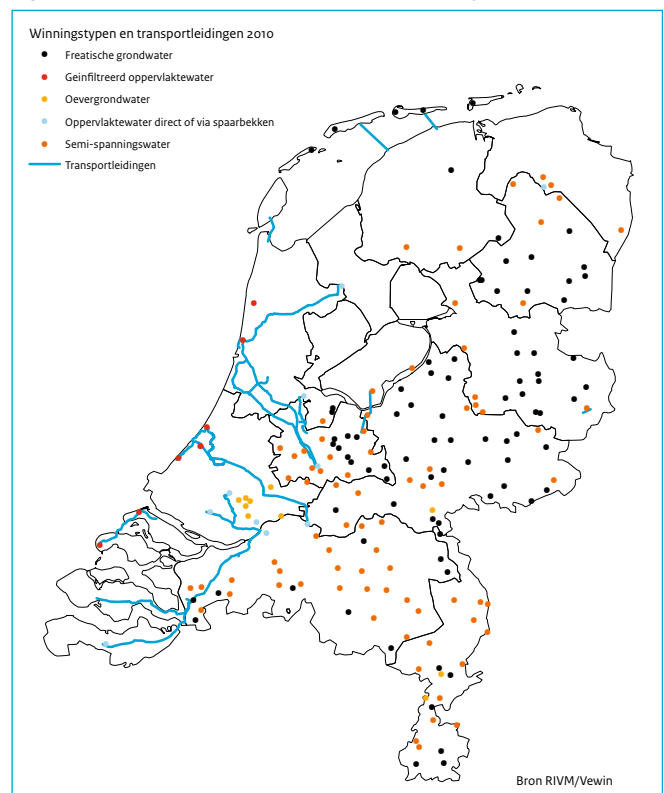 Winningstypen en transportleidingen 2010
Freatische grondwater
Geinfiltreerd oppervlaktewater
Oevergrondwater
Oppervlaktewater direct of via spaarbekken
Semi-spanningswater
Transportleidingen
Bron RIVM/Vewin